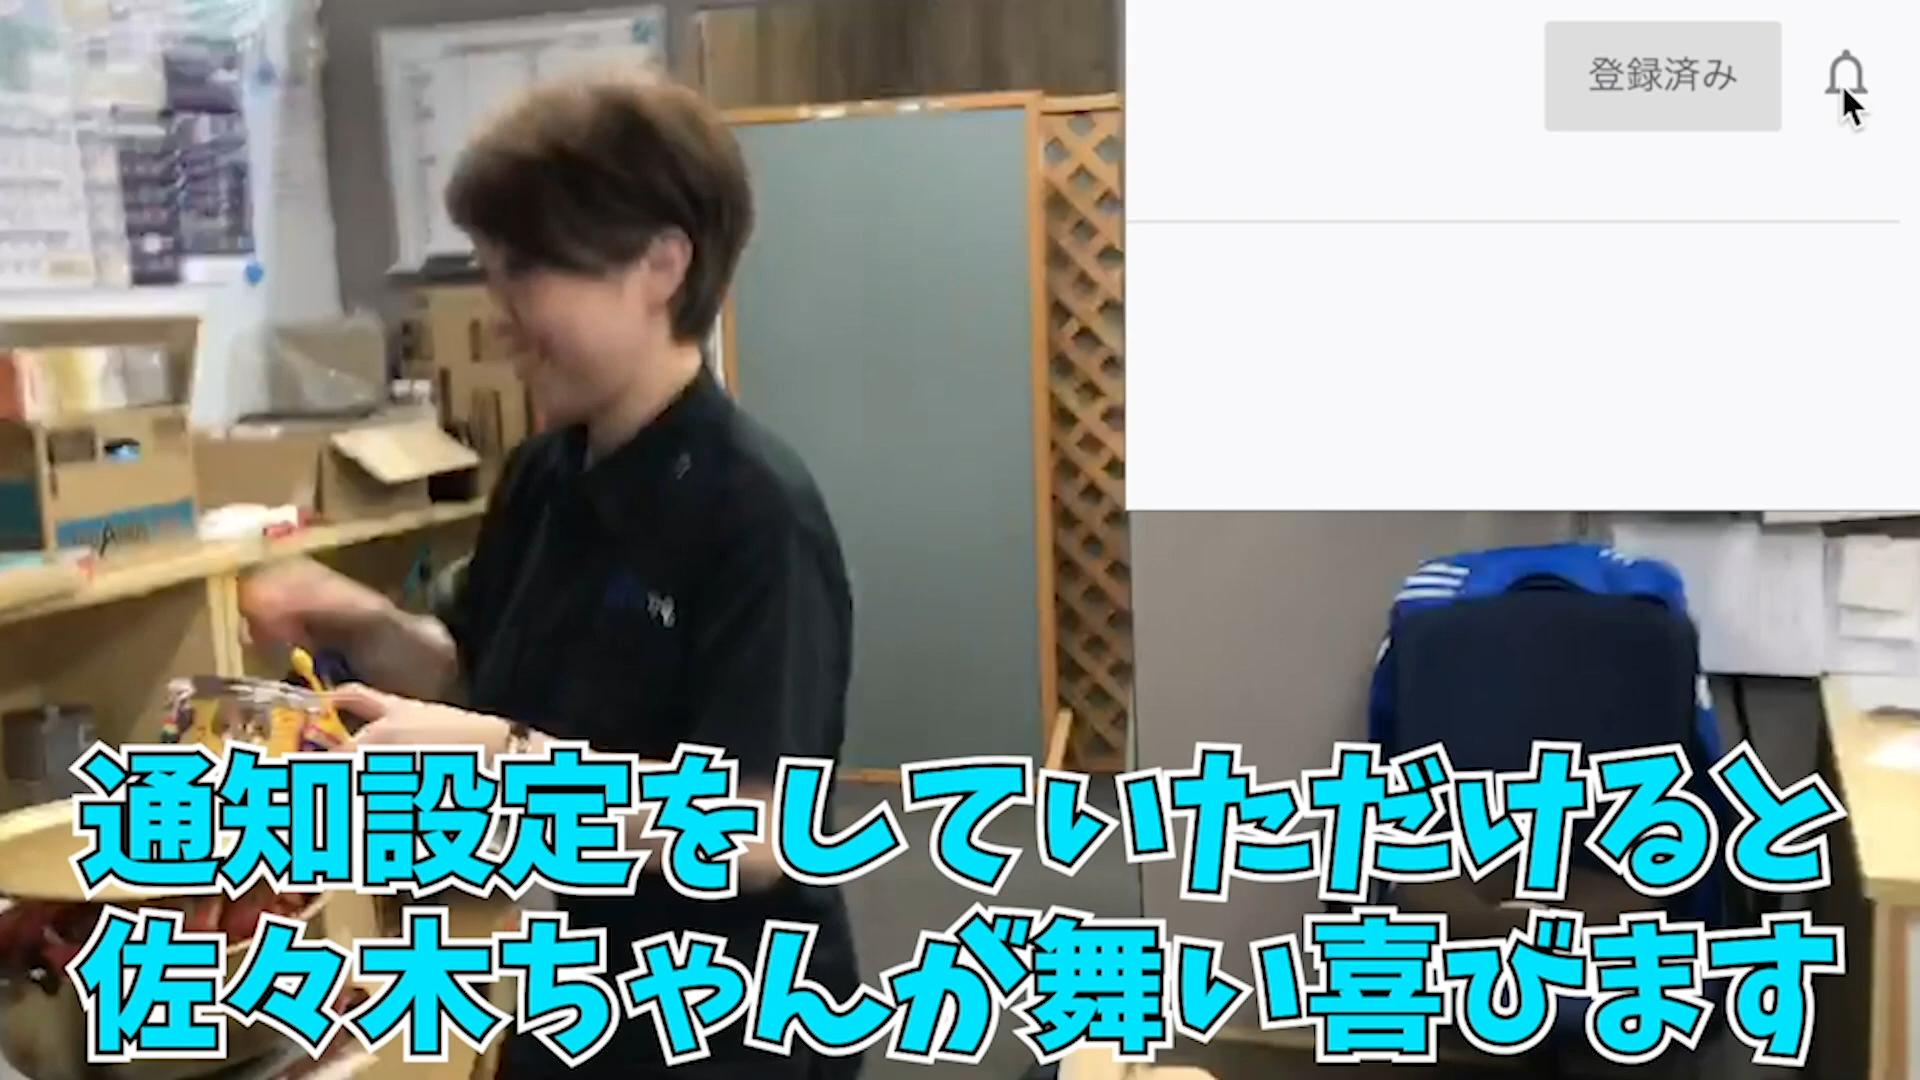 登録済み
通知設定をしていただけると
佐々木ちゃんが舞い喜びます